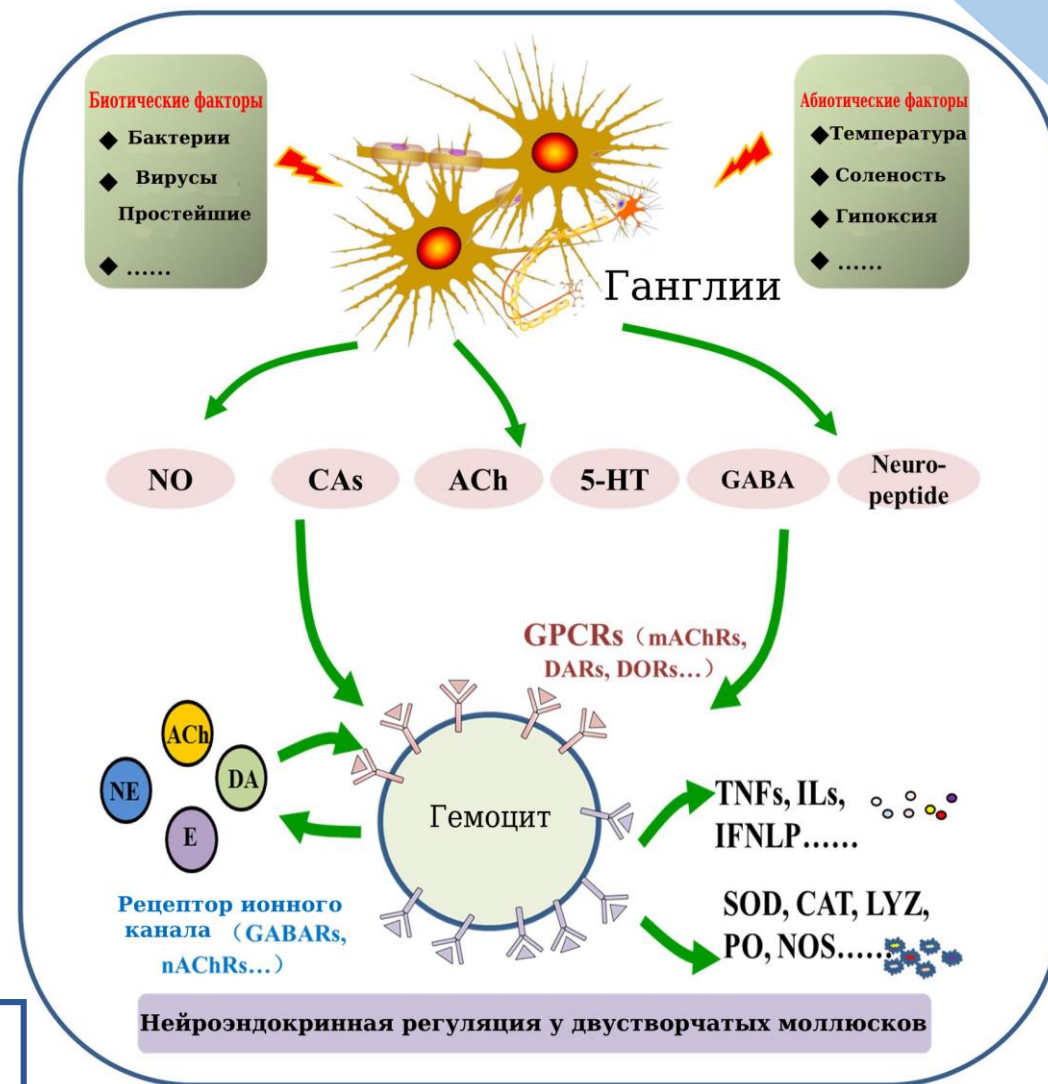 Биотические факторы
◆ Бактерии
◆ Вирусы
Простейшие
◆ ......
Абиотические факторы
◆Температура
◆ Соленость
◆ Гипоксия
◆ ......
Ганглии
NO
CAs
ACh
5-HT
GABA
Neuro-
peptide
GPCRs（mAChRs,
DARs, DORs…）
ACh
NE
DA
E
Гемоцит
TNFs, ILs,
IFNLP……
SOD, CAT, LYZ,
PO, NOS……
Рецептор ионного
канала （GABARs,
nAChRs…）
Нейроэндокринная регуляция у двустворчатых моллюсков